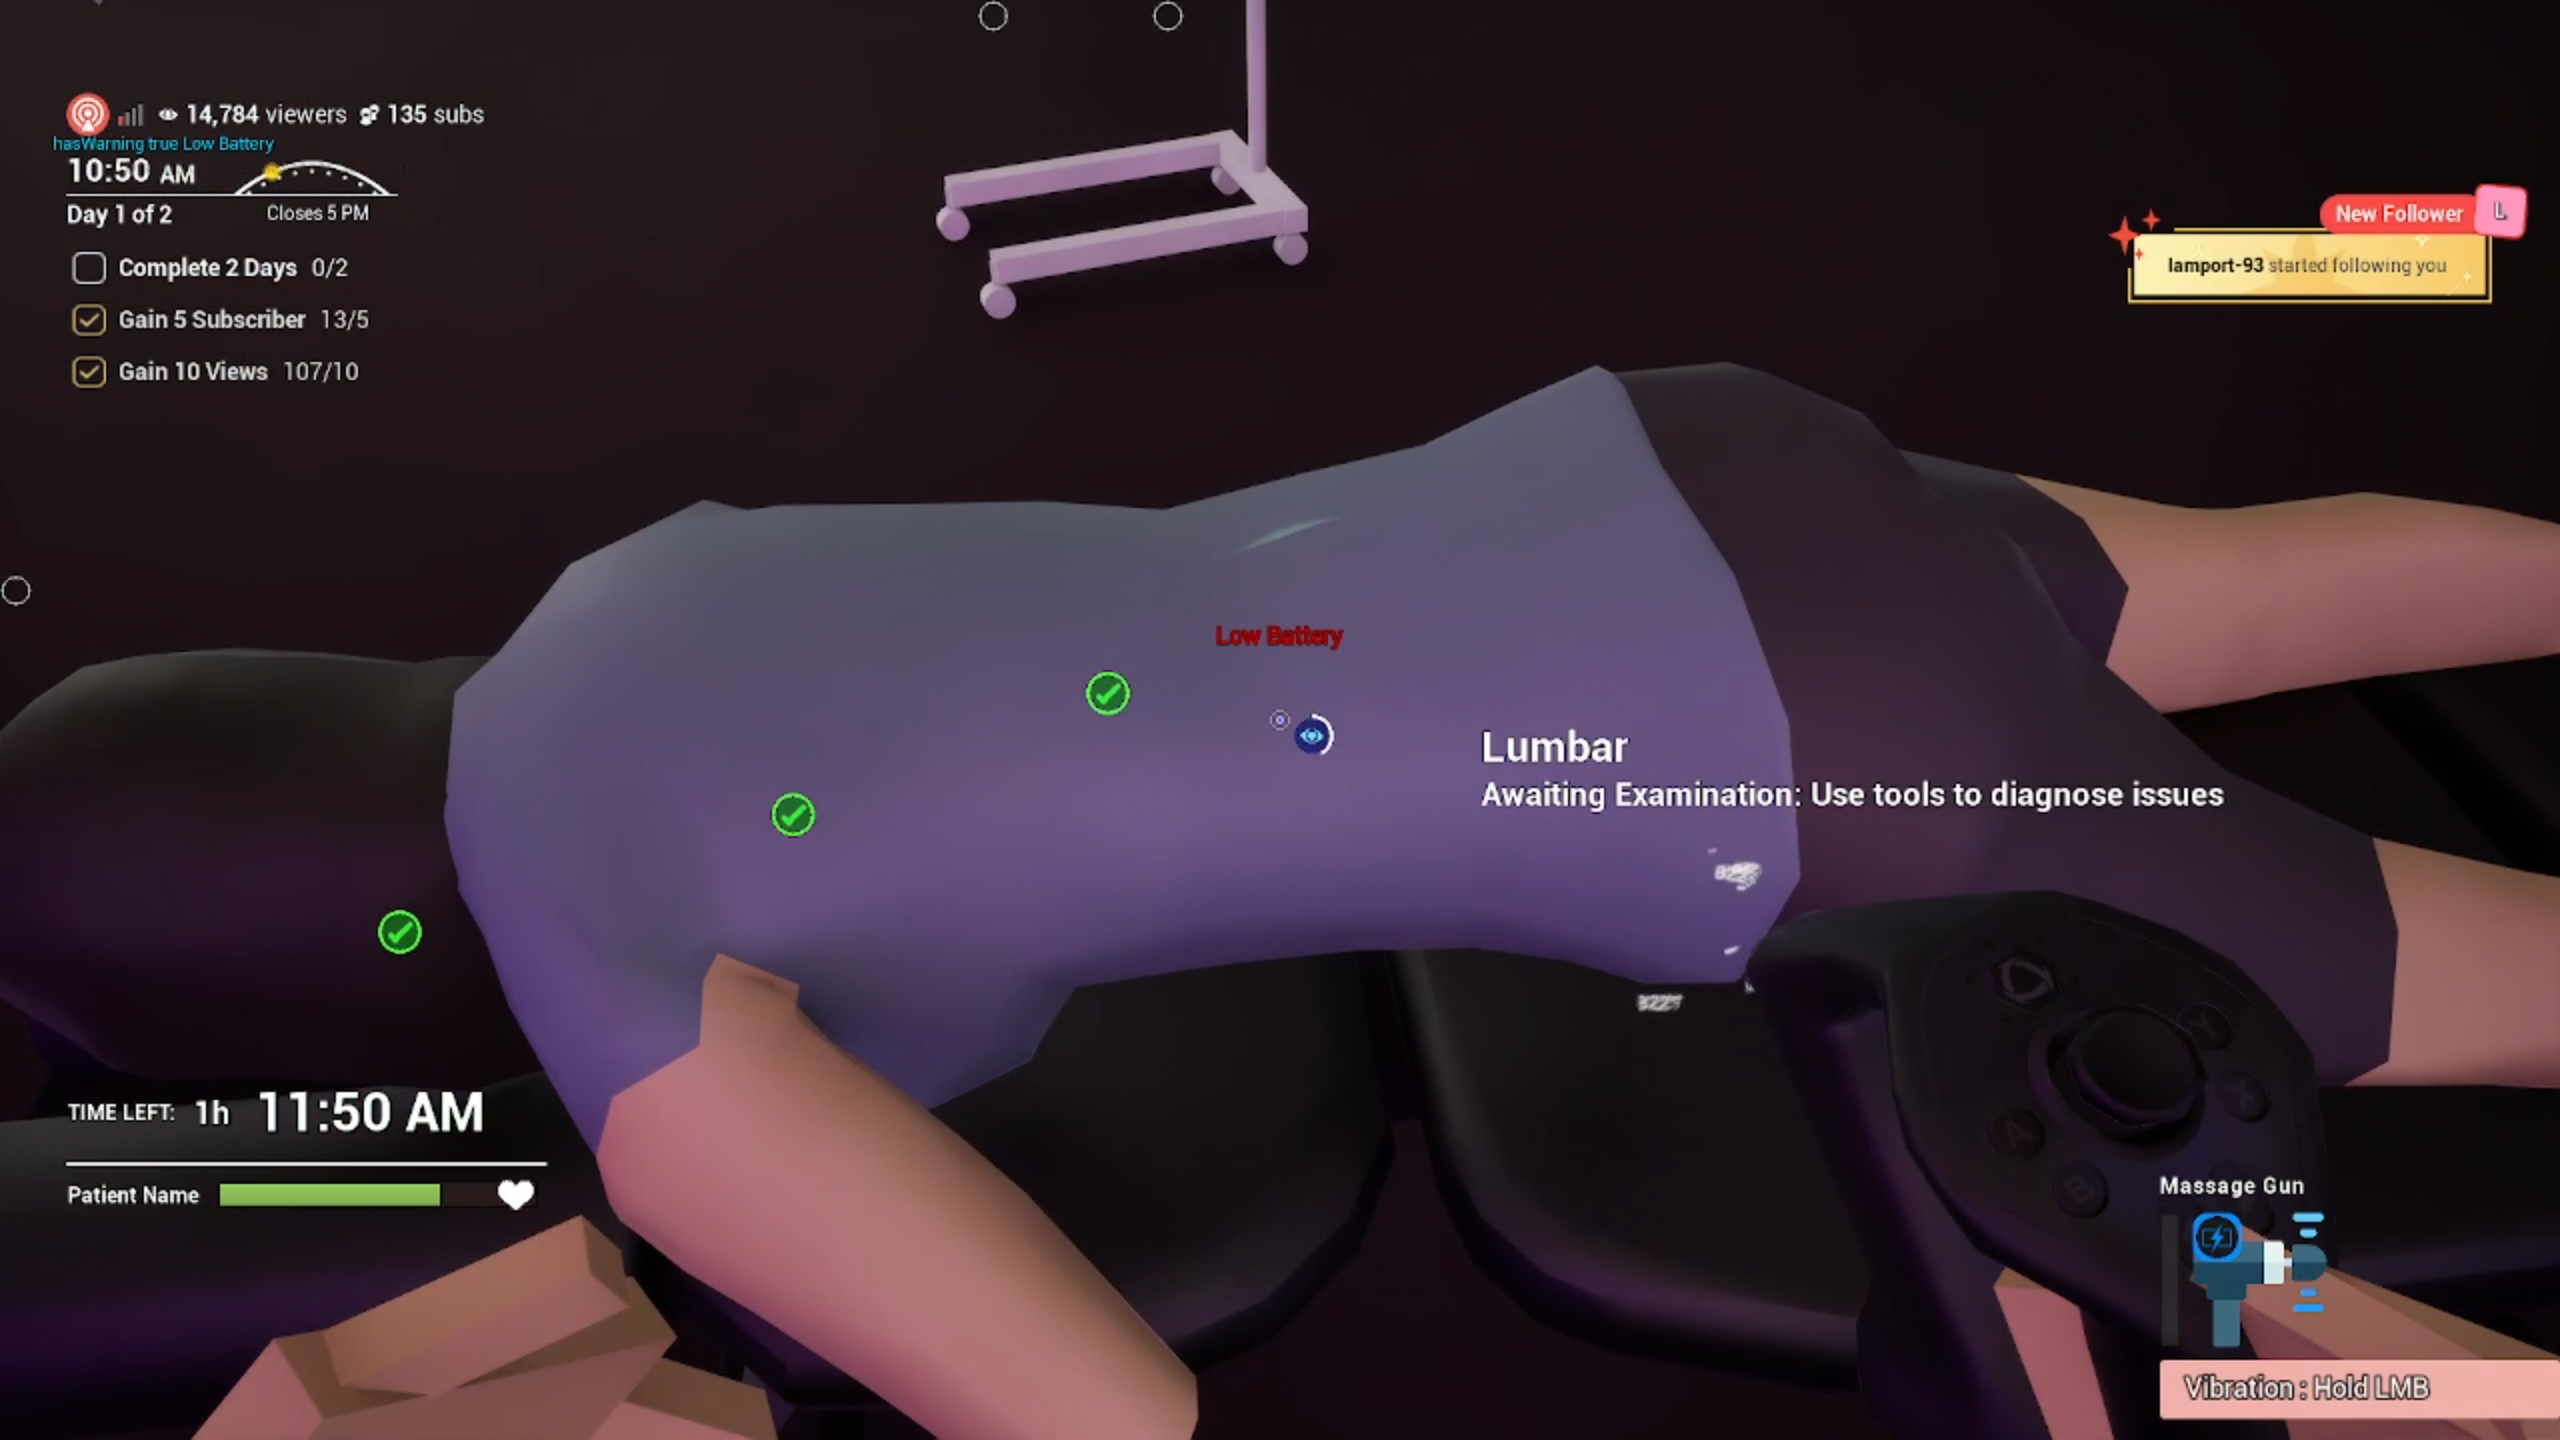 14,784 viewers 135 subs
hasWarning true Low Battery
10:50 AM
Day 1 of 2
Closes 5 PM
Complete 2 Days 0/2
Gain 5 Subscriber 13/5
Gain 10 Views 107/10
New Follower L
lamport-93 started following you
Low Battery
Lumbar
Awaiting Examination: Use tools to diagnose issues
Y
X
A
B
TIME LEFT: 1h 11:50 AM
Patient Name
Massage Gun
Vibration : Hold LMB